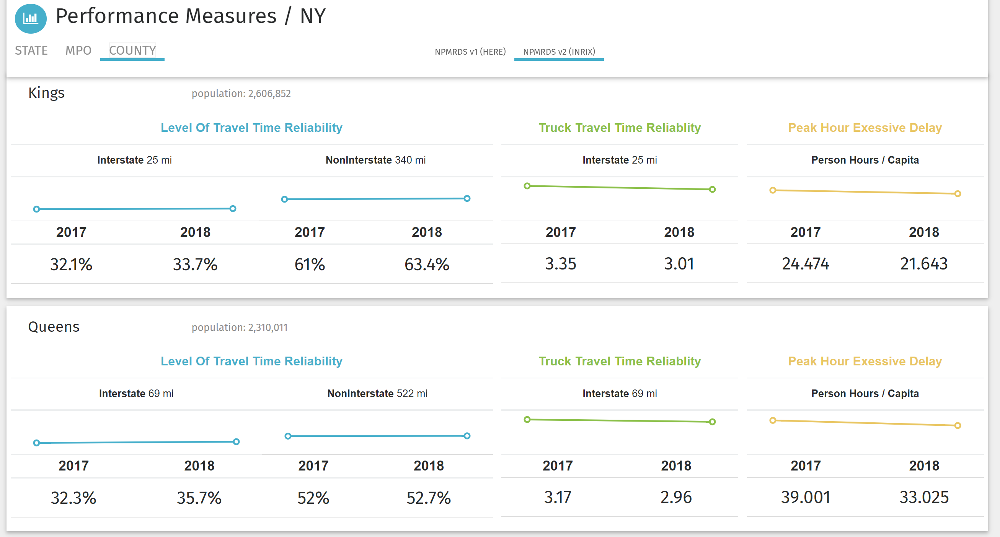 Performance Measures / NY
STATE MPO COUNTY NPMRDS v1 (HERE) NPMRDS v2 (INRIX)
Kings population: 2,606,852
Level Of Travel Time Reliability Truck Travel Time Reliablity Peak Hour Exessive Delay
Interstate 25 mi NonInterstate 340 mi Interstate 25 mi Person Hours / Capita
2017 2018 2017 2018 2017 2018 2017 2018
32.1% 33.7% 61% 63.4% 3.35 3.01 24.474 21.643
Queens population: 2,310,011
Level Of Travel Time Reliability Truck Travel Time Reliablity Peak Hour Exessive Delay
Interstate 69 mi NonInterstate 522 mi Interstate 69 mi Person Hours / Capita
2017 2018 2017 2018 2017 2018 2017 2018
32.3% 35.7% 52% 52.7% 3.17 2.96 39.001 33.025